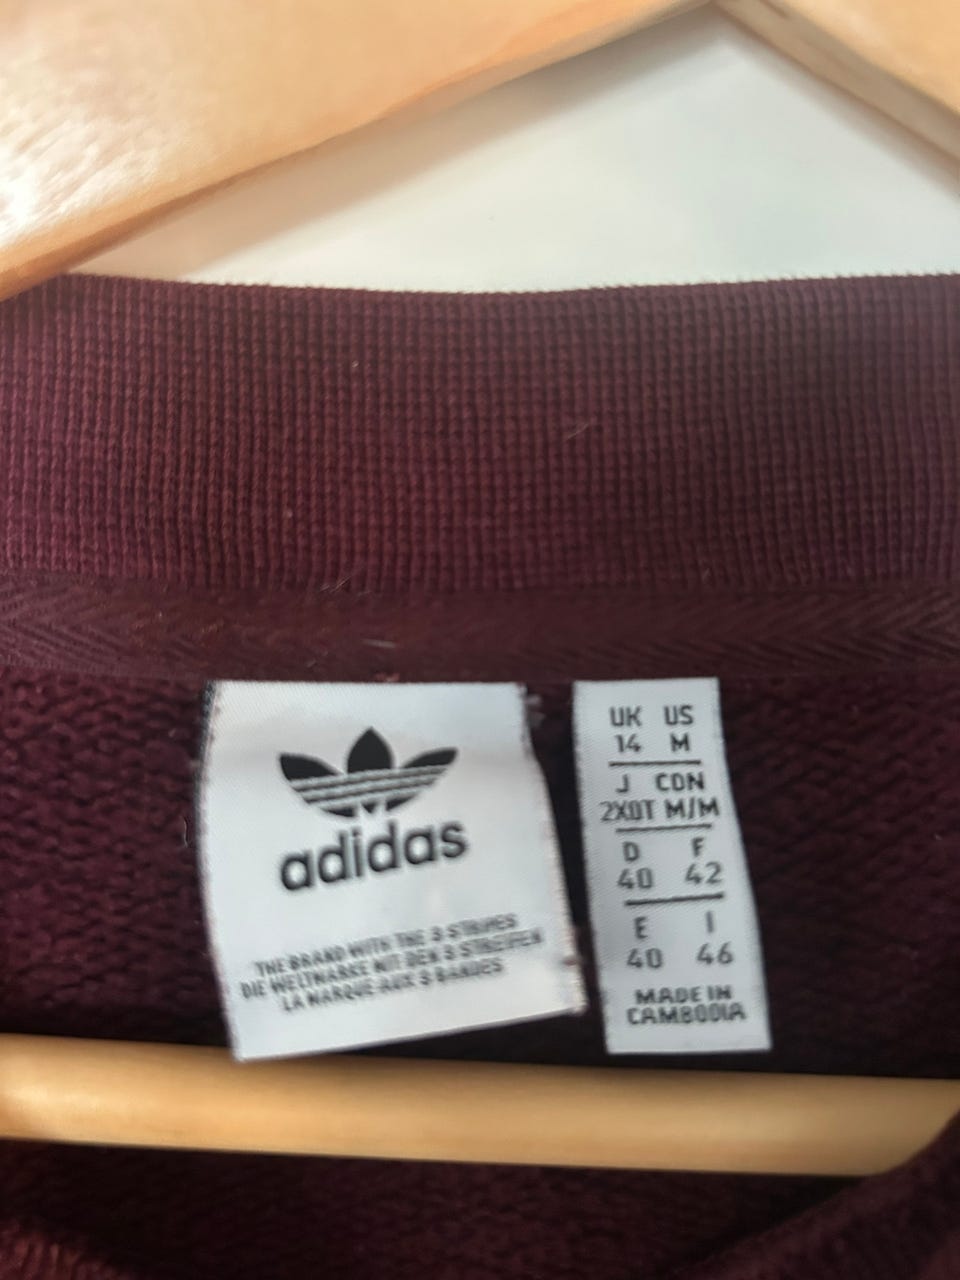 adidas
THE BRAND WITH THE 3 STRIPES
DIE WELTMARKE MIT DEN 3 STREIFEN
LA MARQUE AUX 3 BANDES
UK US
14 M
J CDN
2XOT M/M
D F
40 42
E I
40 46
MADE IN
CAMBODIA